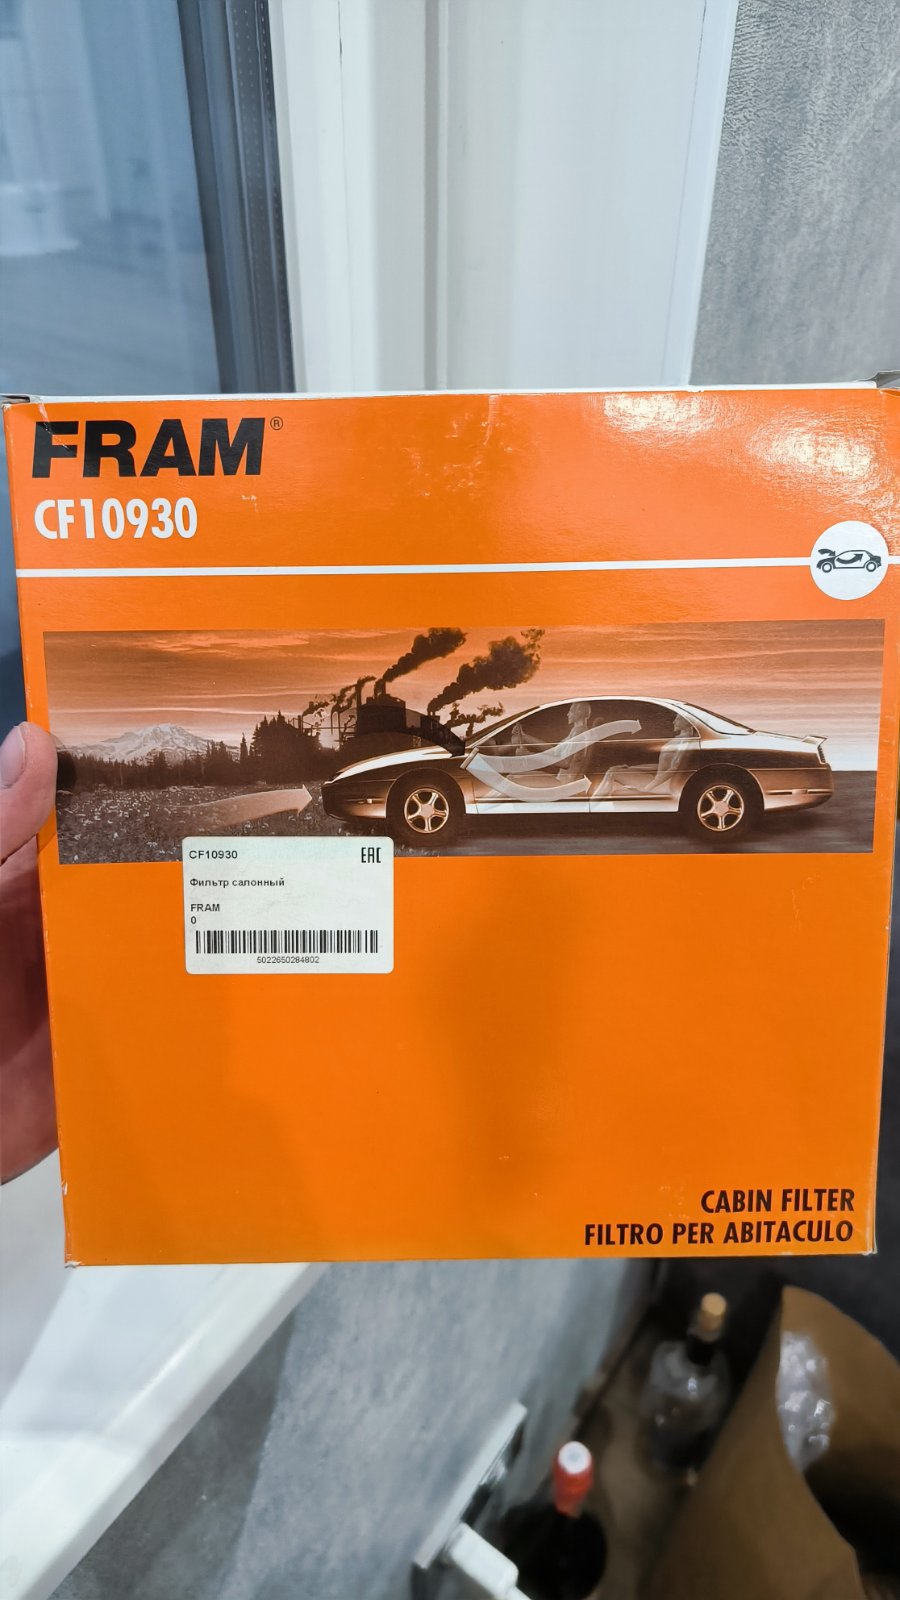 FRAM®
CF10930
CF10930 EAC
Фильтр салонный
FRAM
0
5022650284802
CABIN FILTER
FILTRO PER ABITACULO